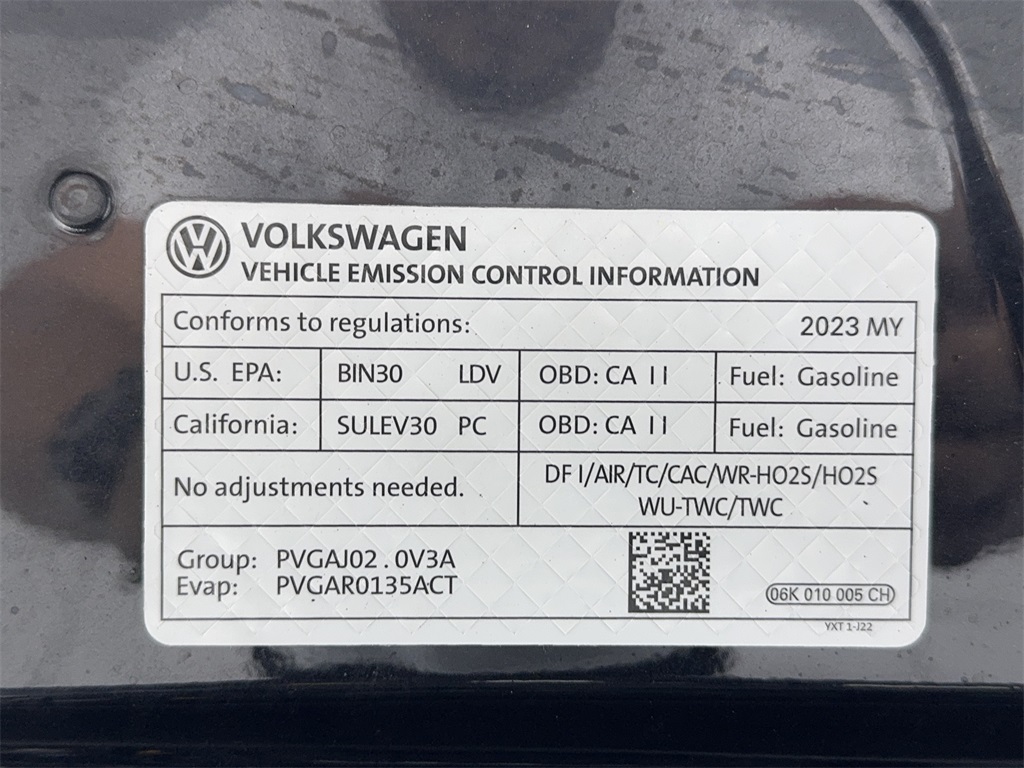 VOLKSWAGEN
VEHICLE EMISSION CONTROL INFORMATION
Conforms to regulations: 2023 MY
U.S. EPA: BIN30 LDV OBD: CA II Fuel: Gasoline
California: SULEV30 PC OBD: CA II Fuel: Gasoline
No adjustments needed.
DFI/AIR/TC/CAC/WR-HO2S/HO2S
WU-TWC/TWC
Group: PVGAJ02.0V3A
Evap: PVGAR0135ACT
06K 010 005 CH
YXT 1-J22